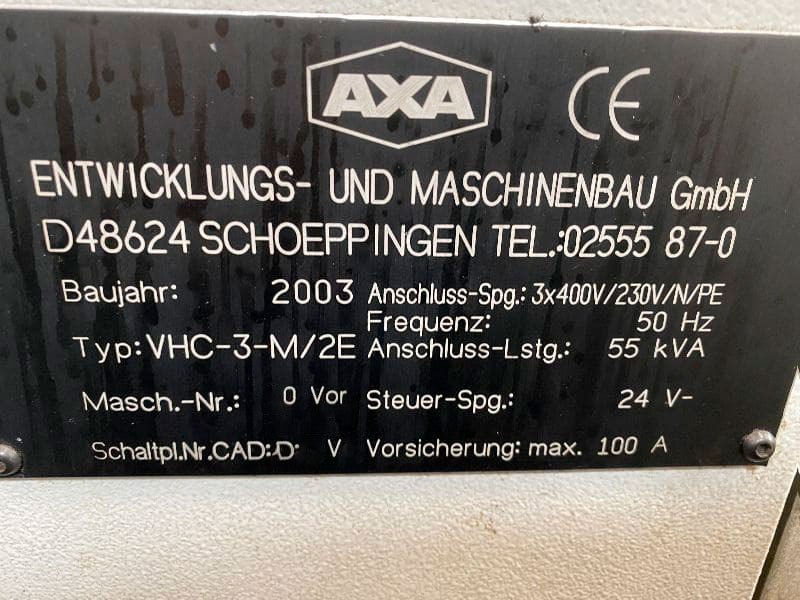 AXA CE
ENTWICKLUNGS- UND MASCHINENBAU GmbH
D48624 SCHOEPPINGEN TEL.:02555 87-0
Baujahr: 2003 Anschluss-Spg.: 3x400V/230V/N/PE
Frequenz: 50 Hz
Typ: VHC-3-M/2E Anschluss-Lstg.: 55 kVA
Masch.-Nr.: 0 Vor Steuer-Spg.: 24 V-
Schaltpl.Nr.CAD: D V Vorsicherung: max. 100 A